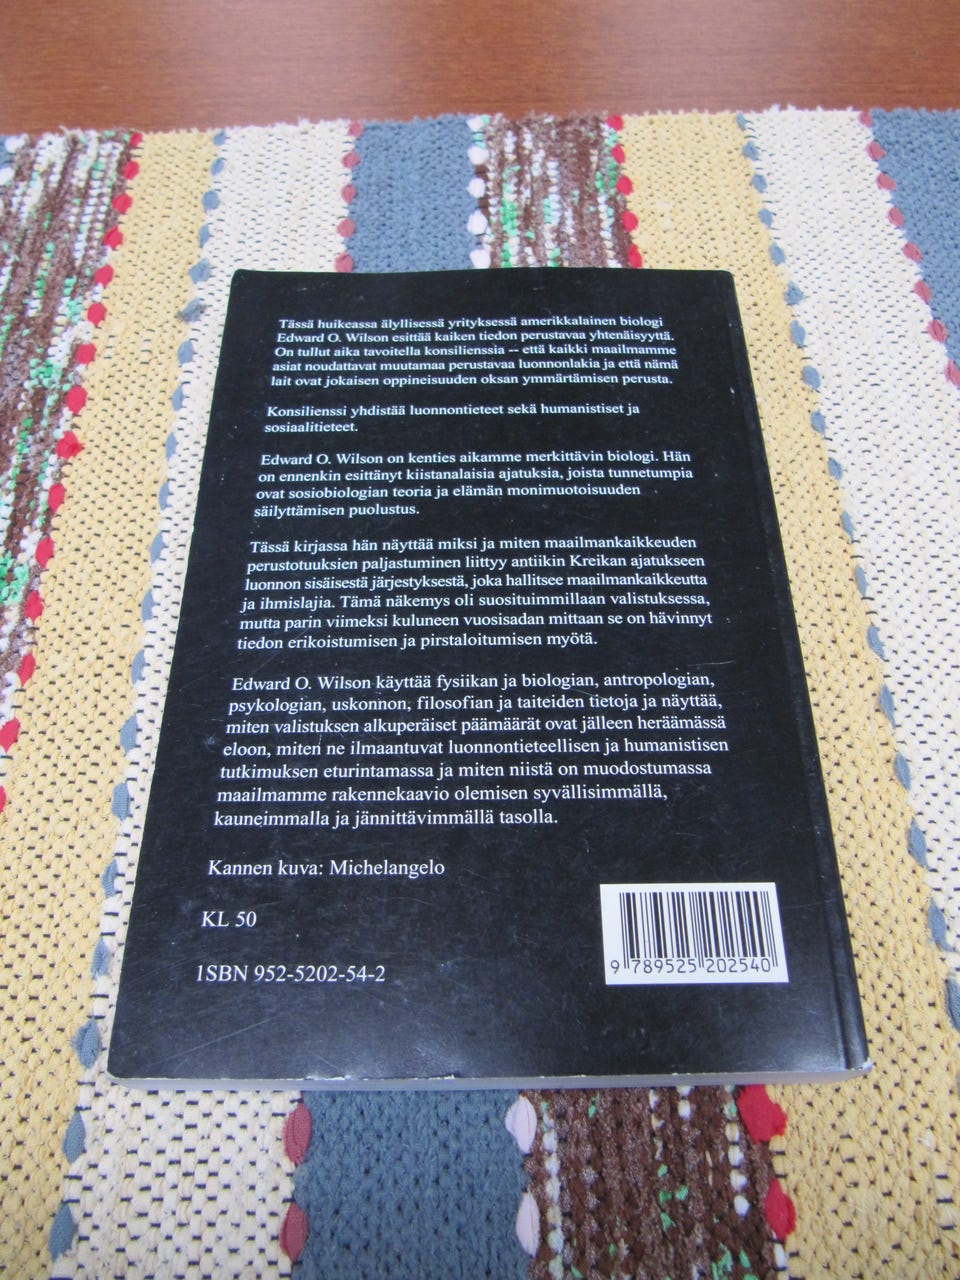 Tässä huikeassa älyllisessä yrityksessä amerikkalainen biologi
Edward O. Wilson esittää kaiken tiedon perustavaa yhtenäisyyttä.
On tullut aika tavoitella konsilienssia -- että kaikki maailmamme
asiat noudattavat muutamaa perustavaa luonnonlakia ja että nämä
lait ovat jokaisen oppineisuuden oksan ymmärtämisen perusta.
Konsilienssi yhdistää luonnontieteet sekä humanistiset ja
sosiaalitieteet.
Edward O. Wilson on kenties aikamme merkittävin biologi. Hän
on ennenkin esittänyt kiistanalaisia ajatuksia, joista tunnetumpia
ovat sosiobiologian teoria ja elämän monimuotoisuuden
säilyttämisen puolustus.
Tässä kirjassa hän näyttää miksi ja miten maailmankaikkeuden
perustotuuksien paljastuminen liittyy antiikin Kreikan ajatukseen
luonnon sisäisestä järjestyksestä, joka hallitsee maailmankaikkeutta
ja ihmislajia. Tämä näkemys oli suosituimmillaan valistuksessa,
mutta parin viimeksi kuluneen vuosisadan mittaan se on hävinnyt
tiedon erikoistumisen ja pirstaloitumisen myötä.
Edward O. Wilson käyttää fysiikan ja biologian, antropologian,
psykologian, uskonnon, filosofian ja taiteiden tietoja ja näyttää,
miten valistuksen alkuperäiset päämäärät ovat jälleen heräämässä
eloon, miten ne ilmaantuvat luonnontieteellisen ja humanistisen
tutkimuksen eturintamassa ja miten niistä on muodostumassa
maailmamme rakennekaavio olemisen syvällisimmällä,
kauneimmalla ja jännittävimmällä tasolla.
Kannen kuva: Michelangelo
KL 50
ISBN 952-5202-54-2
9 789525 202540